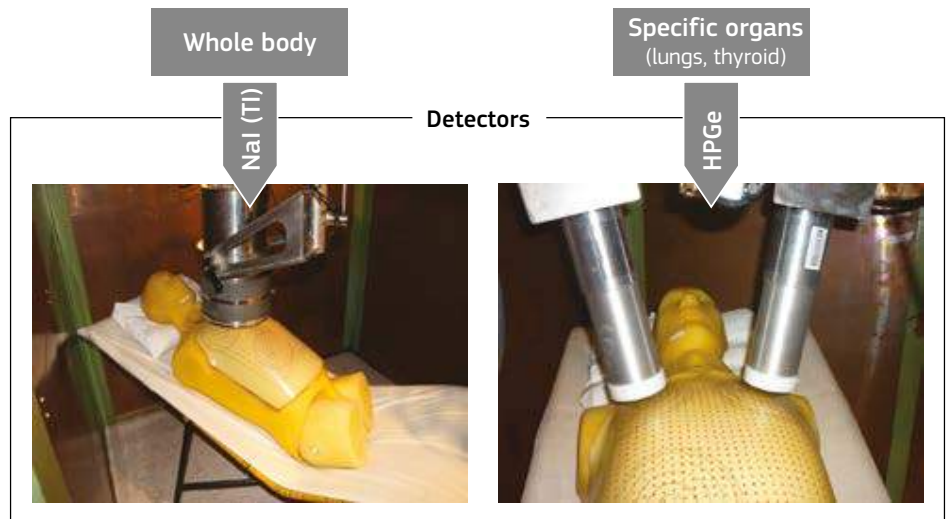 Whole body
Specific organs
(lungs, thyroid)
NaI (Tl)
Detectors
HPGe